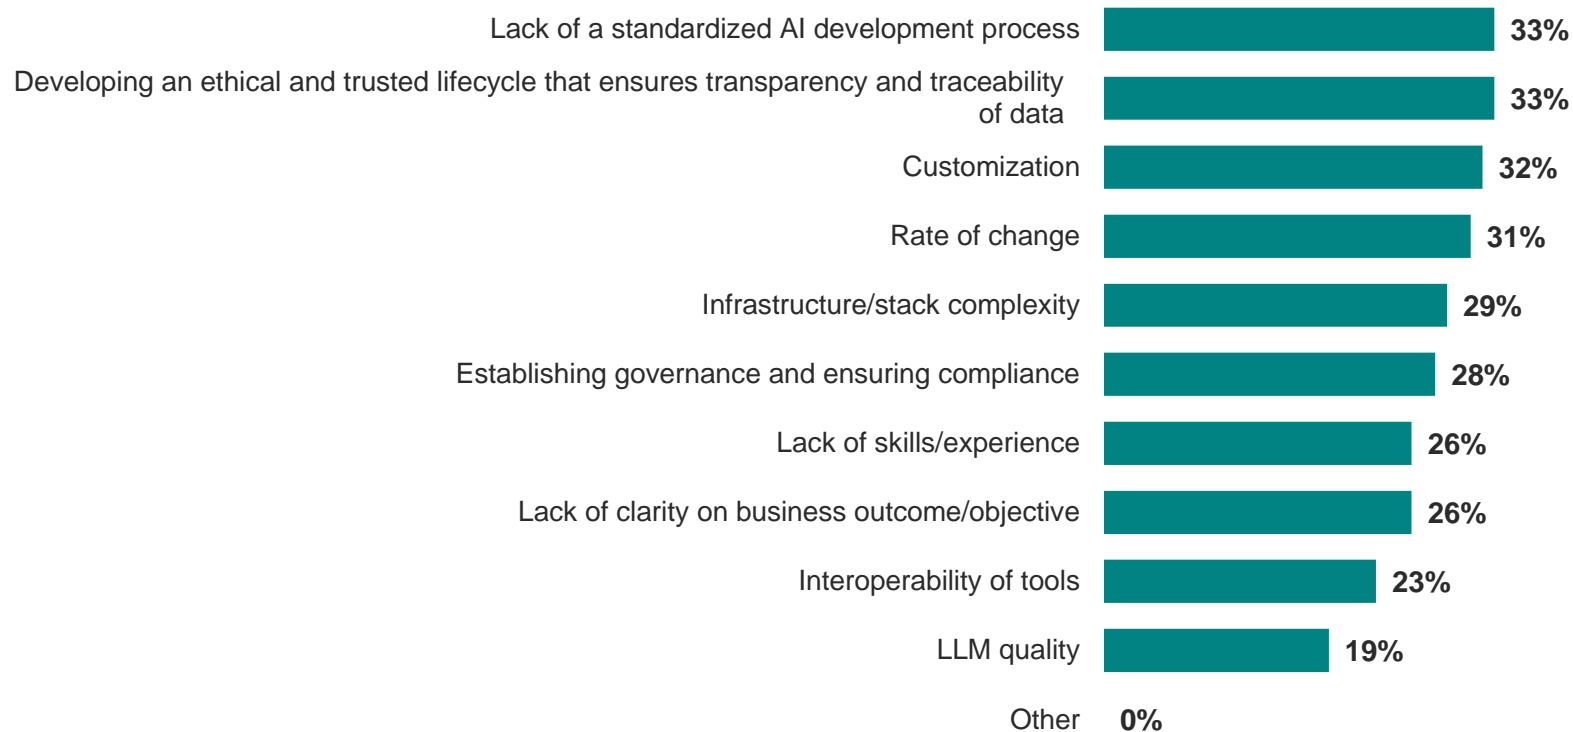 Lack of a standardized AI development process 33%
Developing an ethical and trusted lifecycle that ensures transparency and traceability
of data 33%
Customization 32%
Rate of change 31%
Infrastructure/stack complexity 29%
Establishing governance and ensuring compliance 28%
Lack of skills/experience 26%
Lack of clarity on business outcome/objective 26%
Interoperability of tools 23%
LLM quality 19%
Other 0%